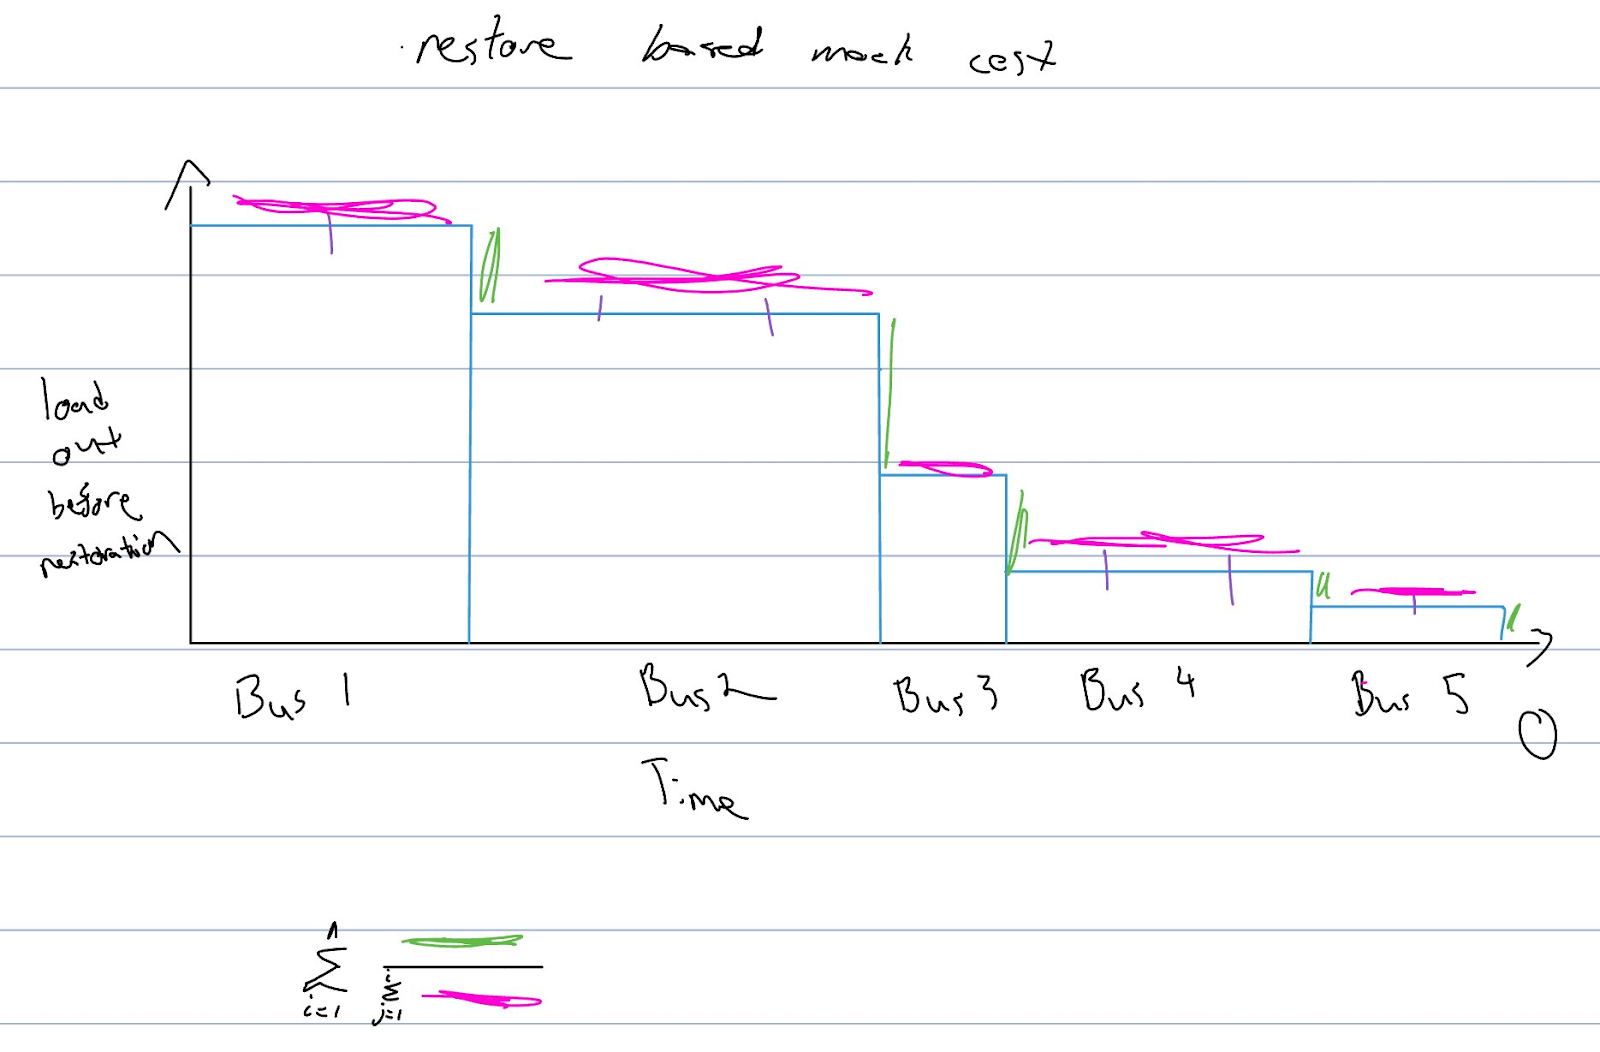 restore based mock cost
load
out
before
restoration
Bus 1 Bus 2 Bus 3 Bus 4 Bus 5
0
Time
n
∑
i=1
i
∑
j=1